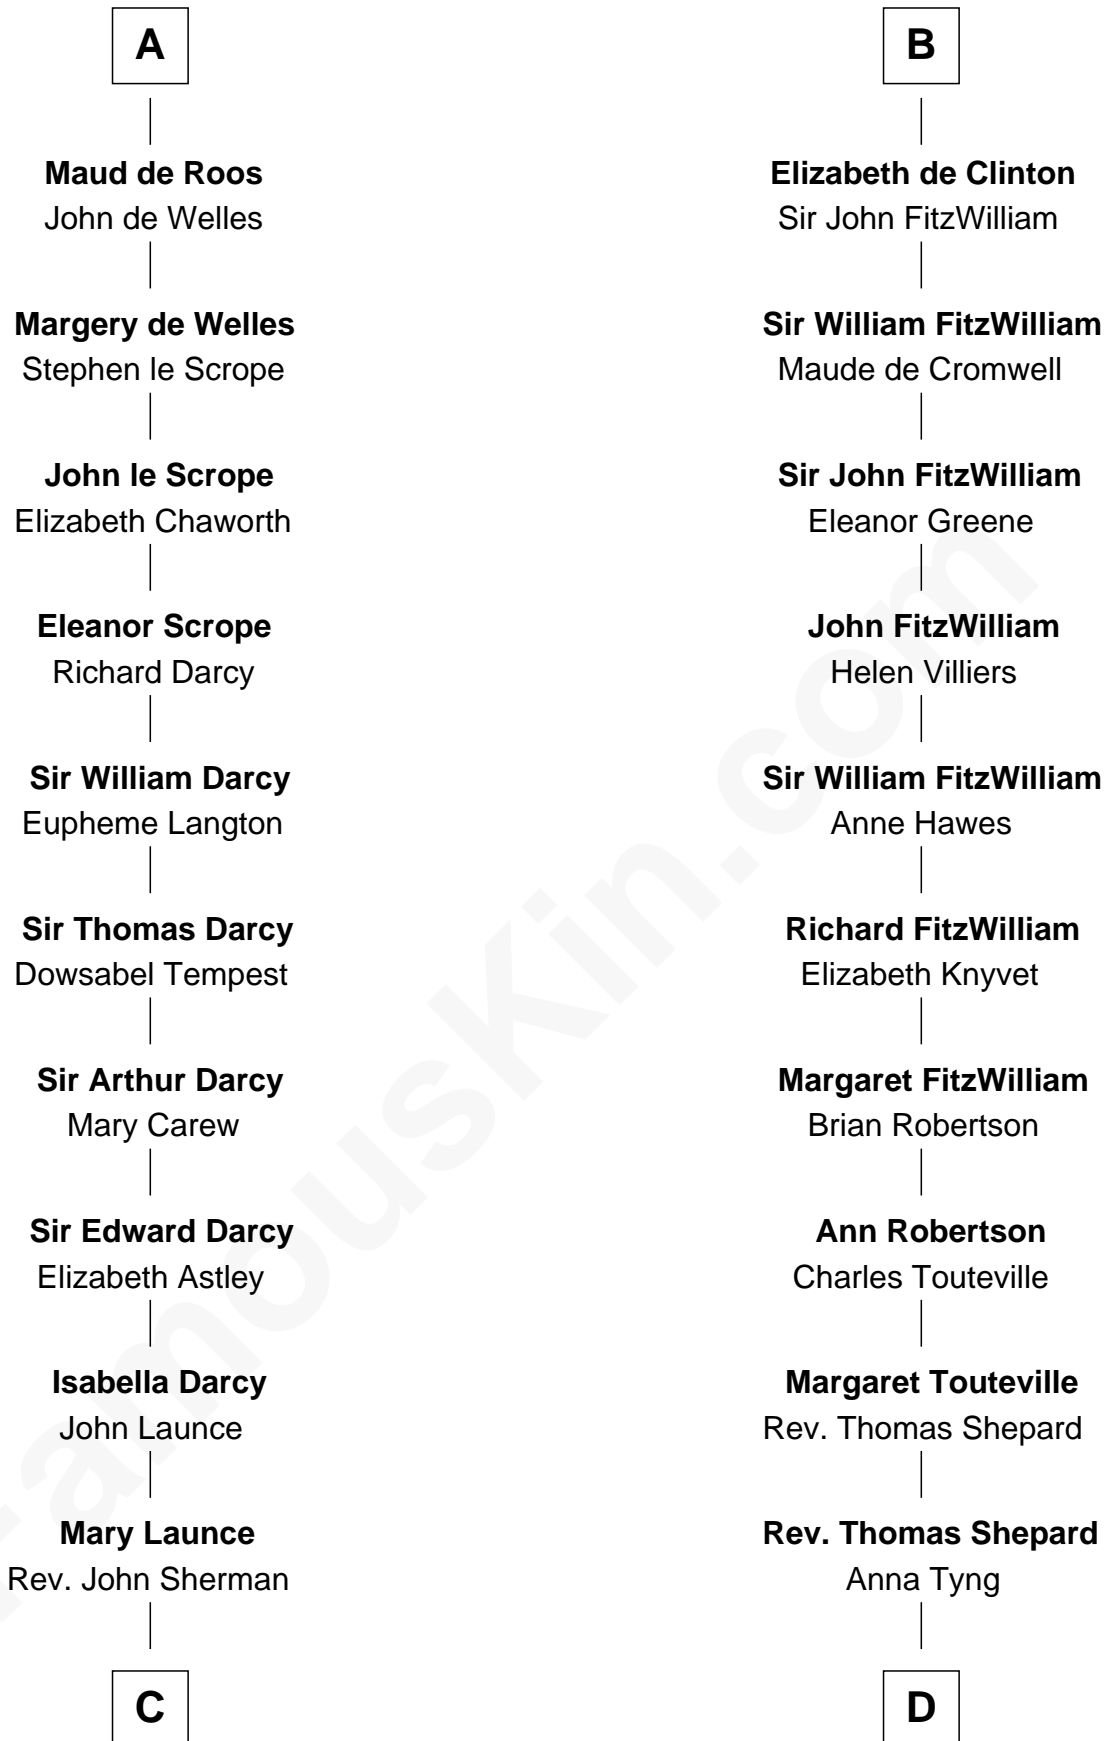 A
Maud de Roos
John de Welles
Margery de Welles
Stephen le Scrope
John le Scrope
Elizabeth Chaworth
Eleanor Scrope
Richard Darcy
Sir William Darcy
Eupheme Langton
Sir Thomas Darcy
Dowsabel Tempest
Sir Arthur Darcy
Mary Carew
Sir Edward Darcy
Elizabeth Astley
Isabella Darcy
John Launce
Mary Launce
Rev. John Sherman
C
B
Elizabeth de Clinton
Sir John FitzWilliam
Sir William FitzWilliam
Maude de Cromwell
Sir John FitzWilliam
Eleanor Greene
John FitzWilliam
Helen Villiers
Sir William FitzWilliam
Anne Hawes
Richard FitzWilliam
Elizabeth Knyvet
Margaret FitzWilliam
Brian Robertson
Ann Robertson
Charles Touteville
Margaret Touteville
Rev. Thomas Shepard
Rev. Thomas Shepard
Anna Tyng
D
FamousKin.com